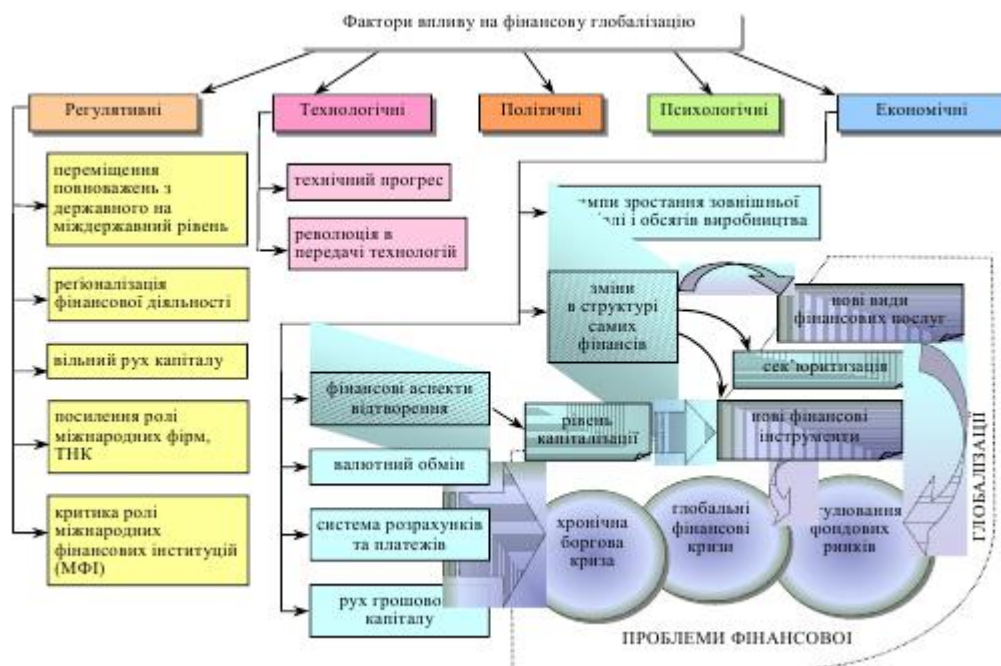 Фактори впливу на фінансову глобалізацію
Регулятивні
Технологічні
Політичні
Психологічні
Економічні
переміщення
повноважень з
державного на
міждержавний рівень
регіоналізація
фінансової діяльності
вільний рух капіталу
посилення ролі
міжнародних фірм,
ТНК
критика ролі
міжнародних
фінансових інституцій
(МФІ)
технічний прогрес
революція в
передачі технологій
зростання зовнішньої
і обсягів виробництва
зміни
в структурі
самих
фінансів
нові види
фінансових послуг
сек’юритизація
нові фінансові
інструменти
фінансові аспекти
відтворення
рівень
капіталізації
валютний обмін
система розрахунків
та платежів
рух грошово
капіталу
хронічна
боргова
криза
глобальні
фінансові
кризи
гулювання
фондових
ринків
ПРОБЛЕМИ ФІНАНСОВОЇ
ГЛОБАЛІЗАЦІЇ